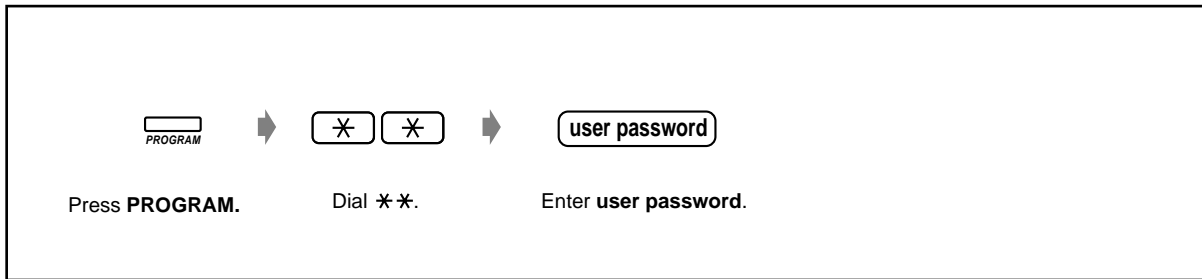 PROGRAM
* * user password
Press PROGRAM. Dial **. Enter user password.